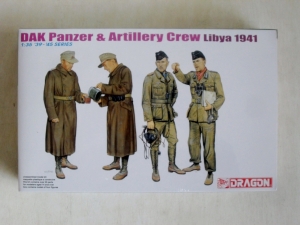 DAK Panzer & Artillery Crew Libya 1941
1:35 '39-'45 SERIES
DRAGON